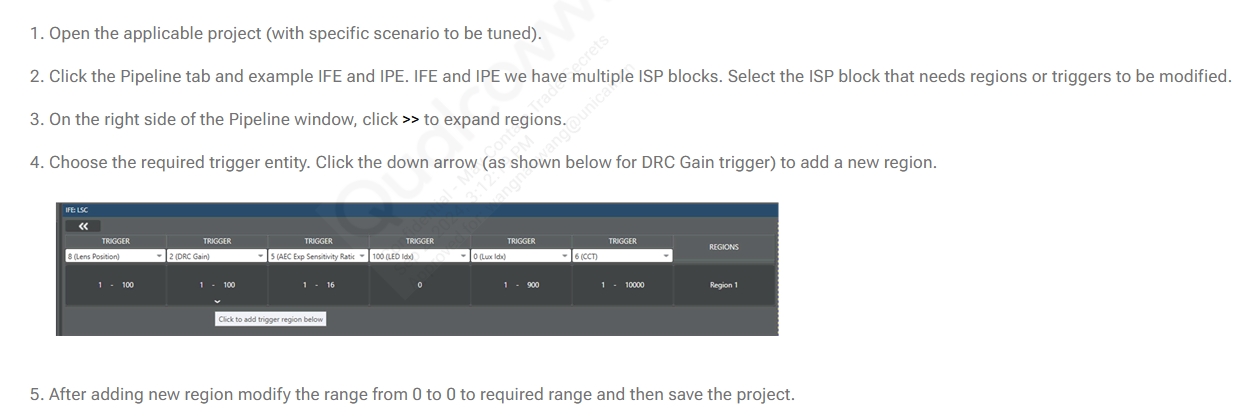 1. Open the applicable project (with specific scenario to be tuned).
2. Click the Pipeline tab and example IFE and IPE. IFE and IPE we have multiple ISP blocks. Select the ISP block that needs regions or triggers to be modified.
3. On the right side of the Pipeline window, click >> to expand regions.
4. Choose the required trigger entity. Click the down arrow (as shown below for DRC Gain trigger) to add a new region.
IFE: LSC
TRIGGER TRIGGER TRIGGER TRIGGER TRIGGER TRIGGER REGIONS
8 (Lens Position) 2 (DRC Gain) 5 (AEC Exp Sensitivity Ratic 100 (LED Idx) 0 (Lux Idx) 6 (CCT)
1 - 100 1 - 100 1 - 16 0 1 - 900 1 - 10000 Region 1
Click to add trigger region below
5. After adding new region modify the range from 0 to 0 to required range and then save the project.
Qualcomm